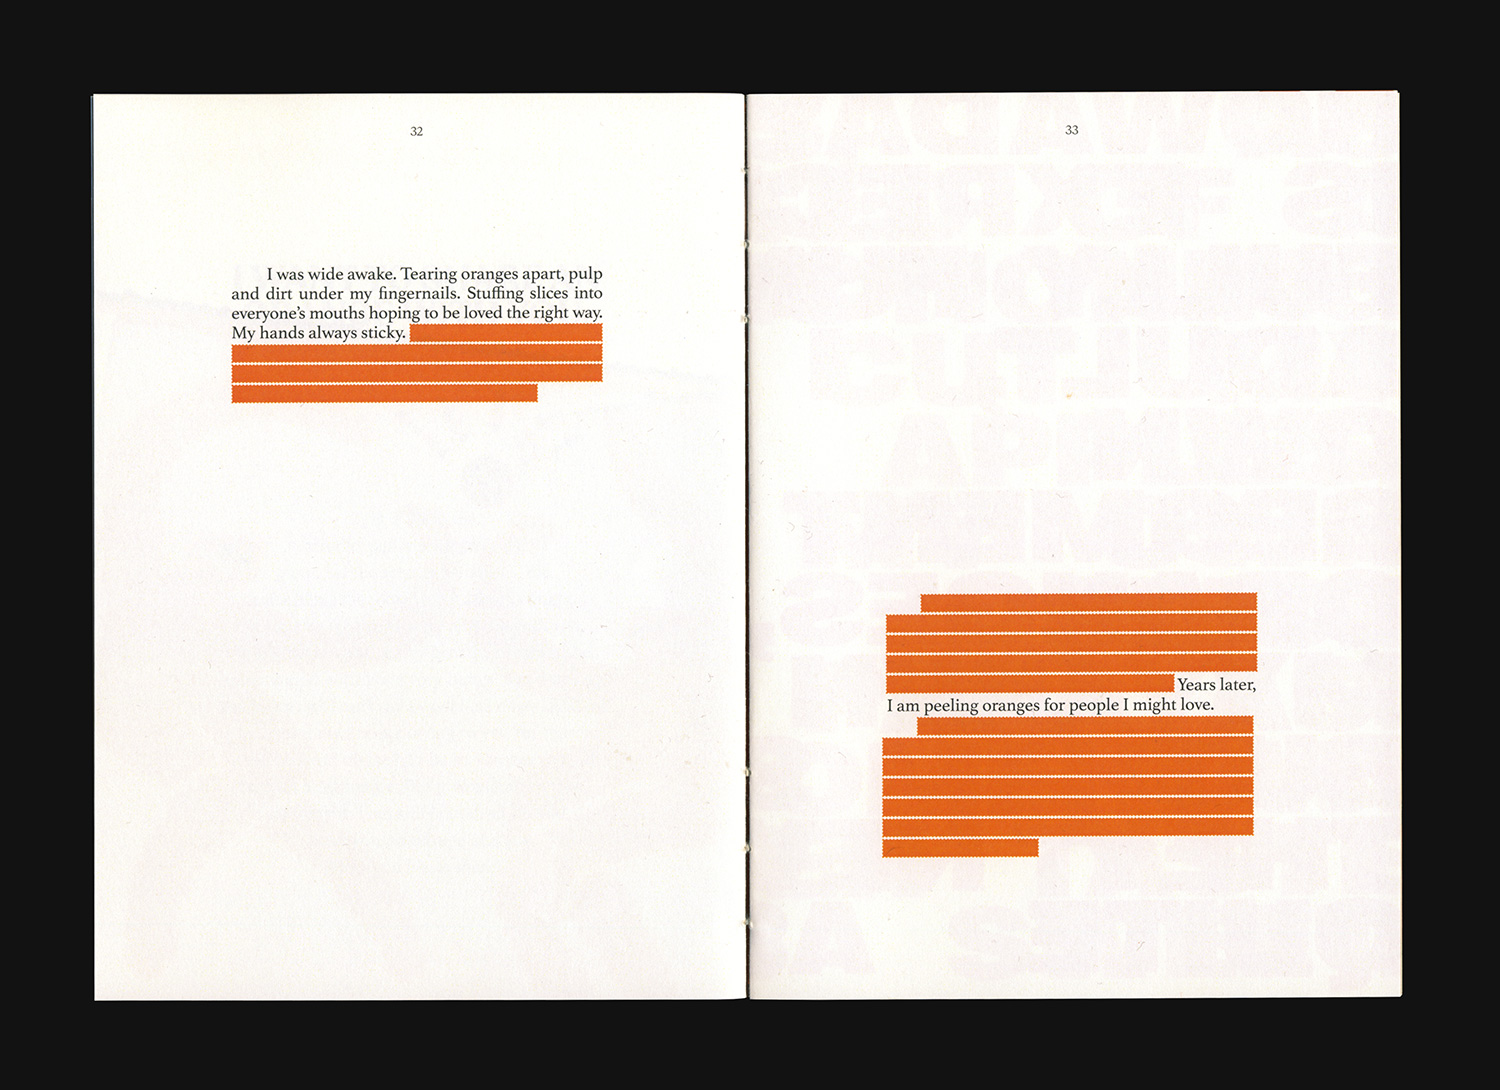 32
I was wide awake. Tearing oranges apart, pulp
and dirt under my fingernails. Stuffing slices into
everyone’s mouths hoping to be loved the right way.
My hands always sticky.
33
Years later,
I am peeling oranges for people I might love.